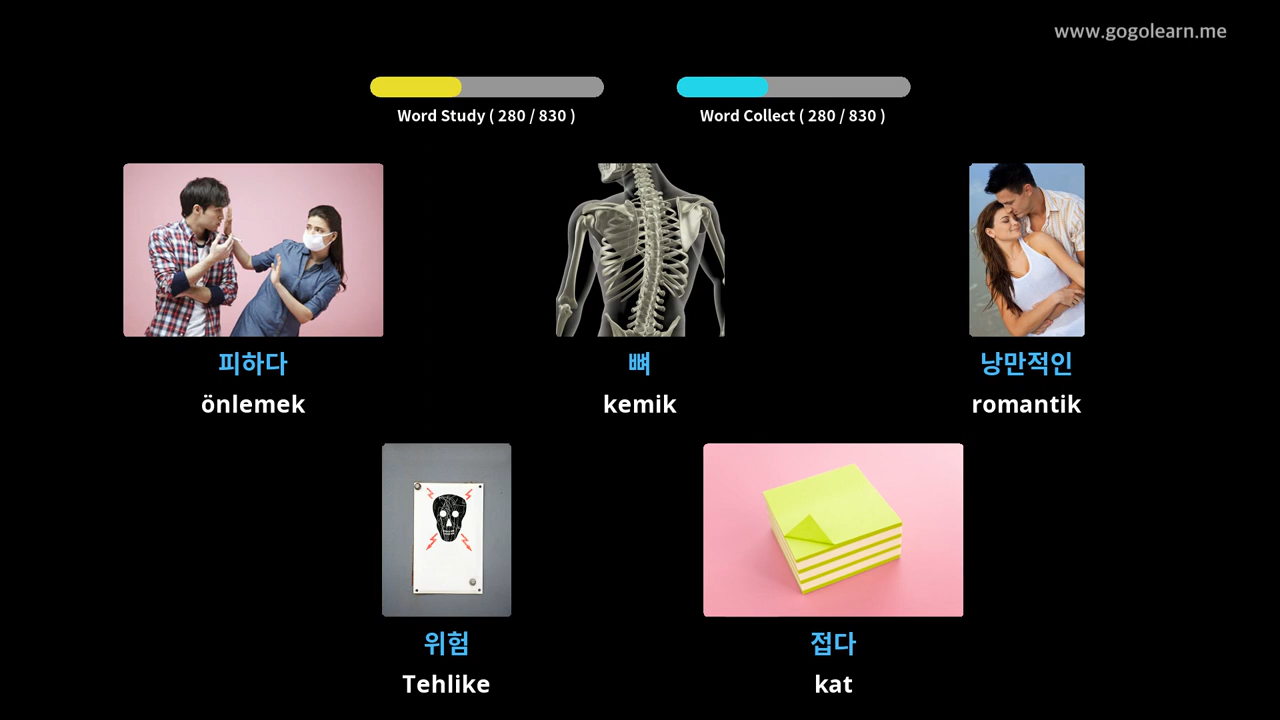 www.gogolearn.me
Word Study ( 280 / 830 )
Word Collect ( 280 / 830 )
피하다
뼈
낭만적인
önlemek
kemik
romantik
위험
접다
Tehlike
kat